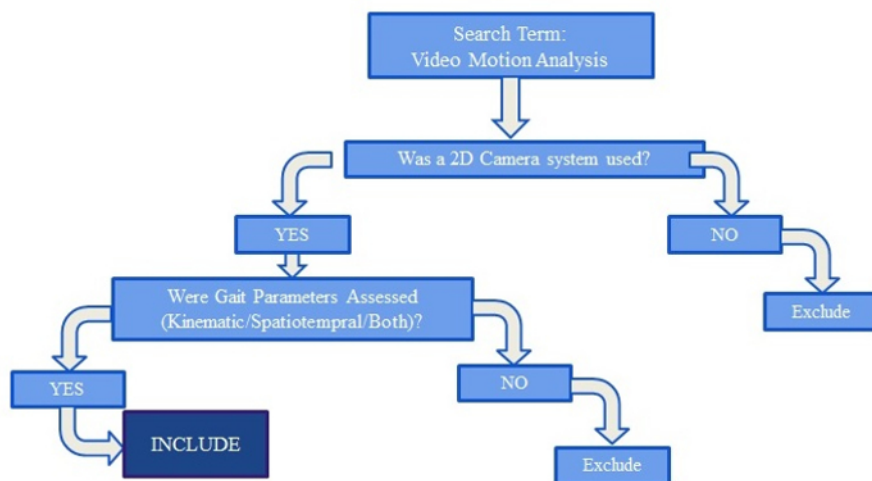 Search Term:
Video Motion Analysis
Was a 2D Camera system used?
YES
NO
Exclude
Were Gait Parameters Assessed
(Kinematic/Spatiotempral/Both)?
YES
NO
INCLUDE
Exclude